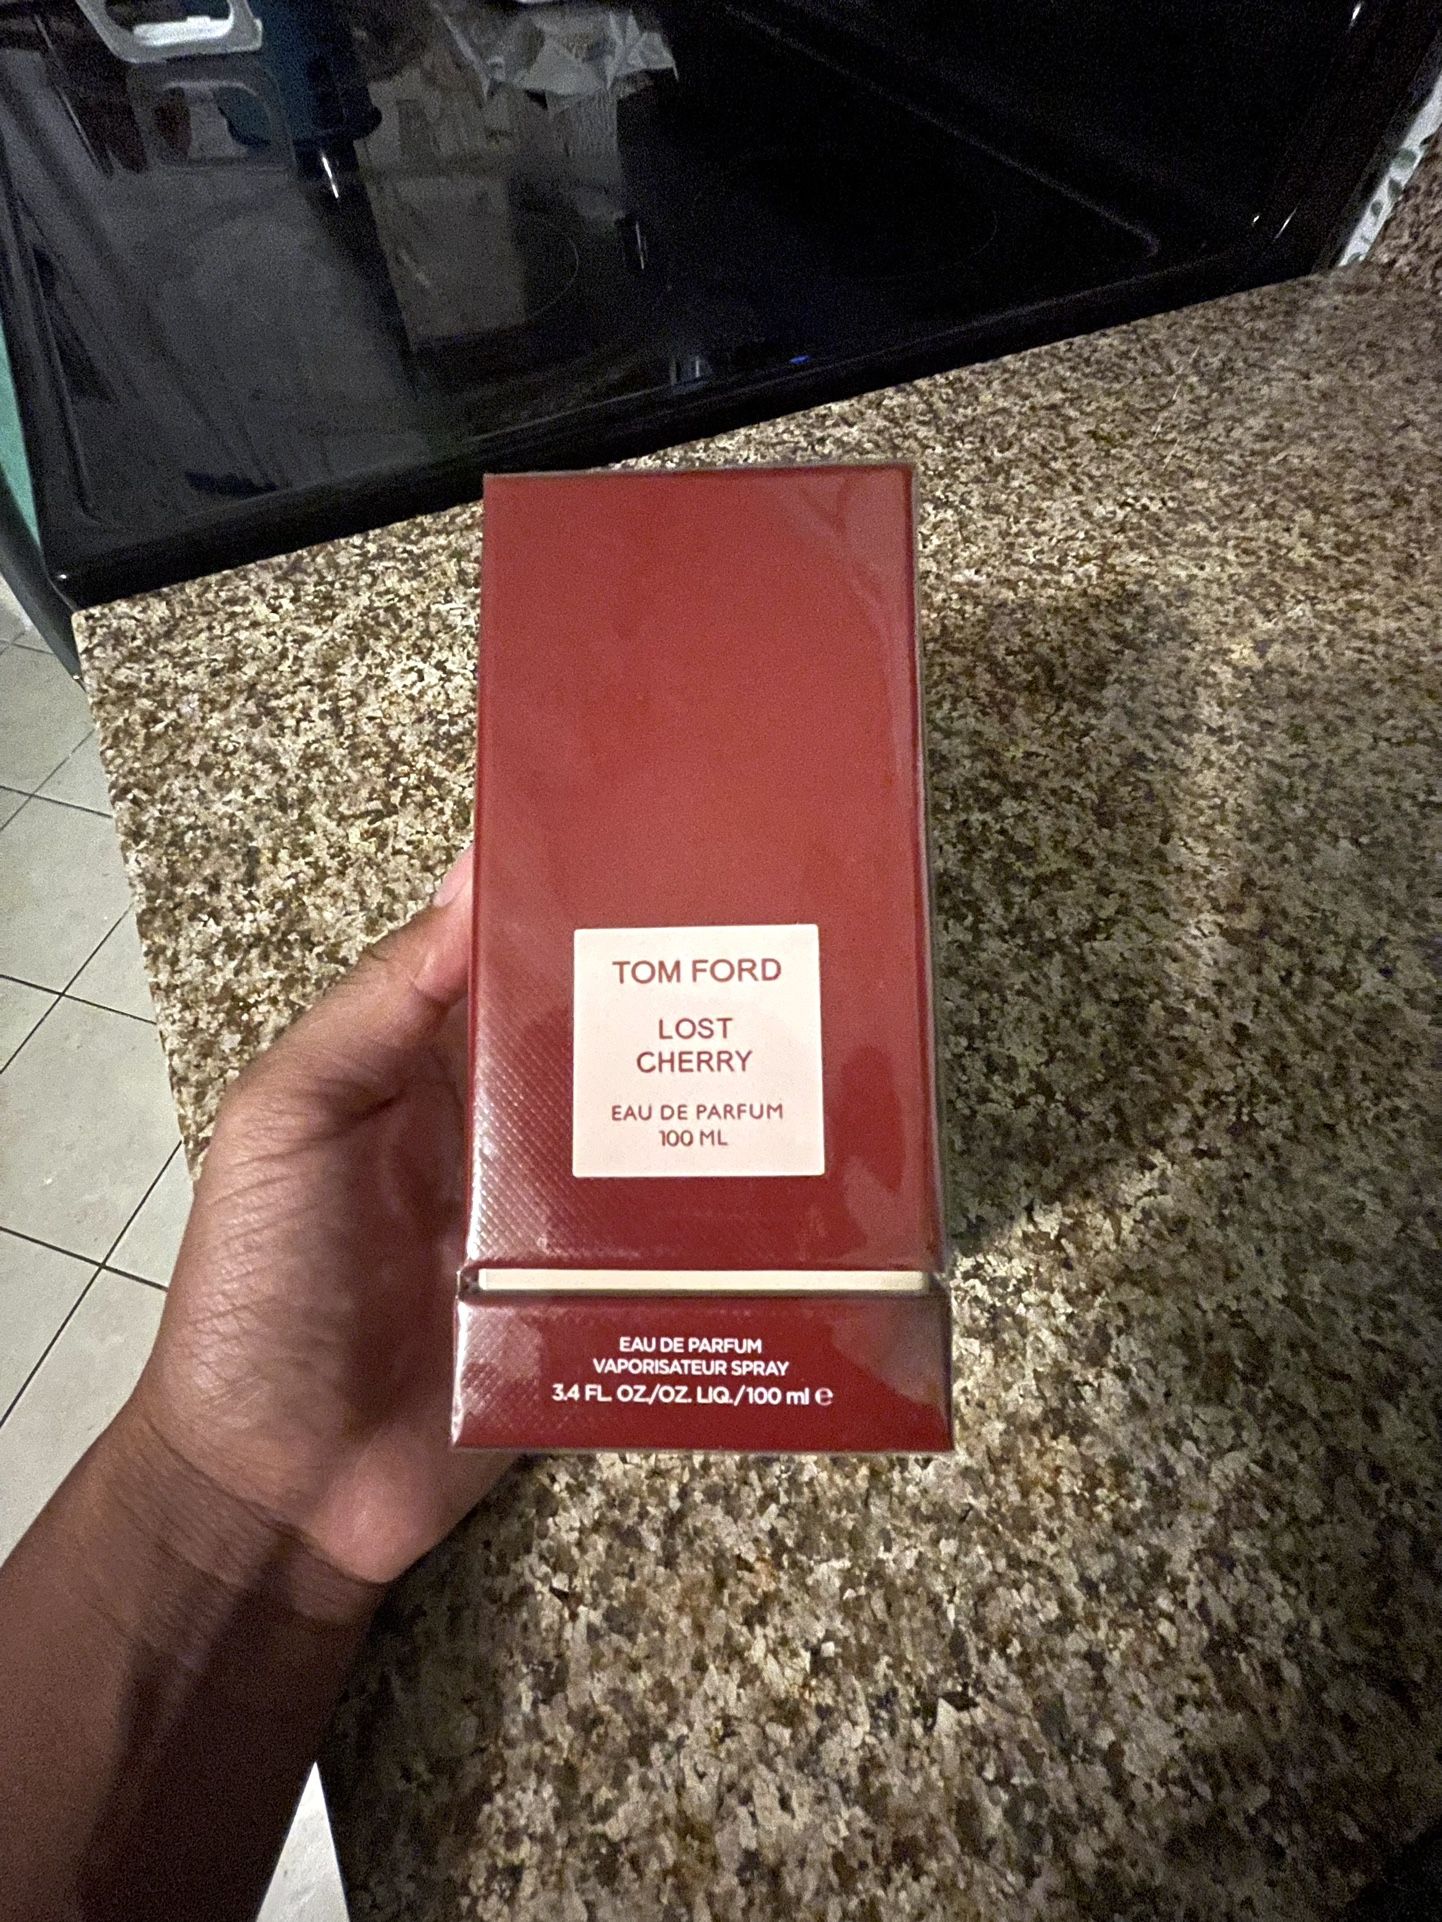 TOM FORD
LOST
CHERRY
EAU DE PARFUM
100 ML
EAU DE PARFUM
VAPORISATEUR SPRAY
3.4 FL. OZ./OZ. LIQ./100 ml ℮